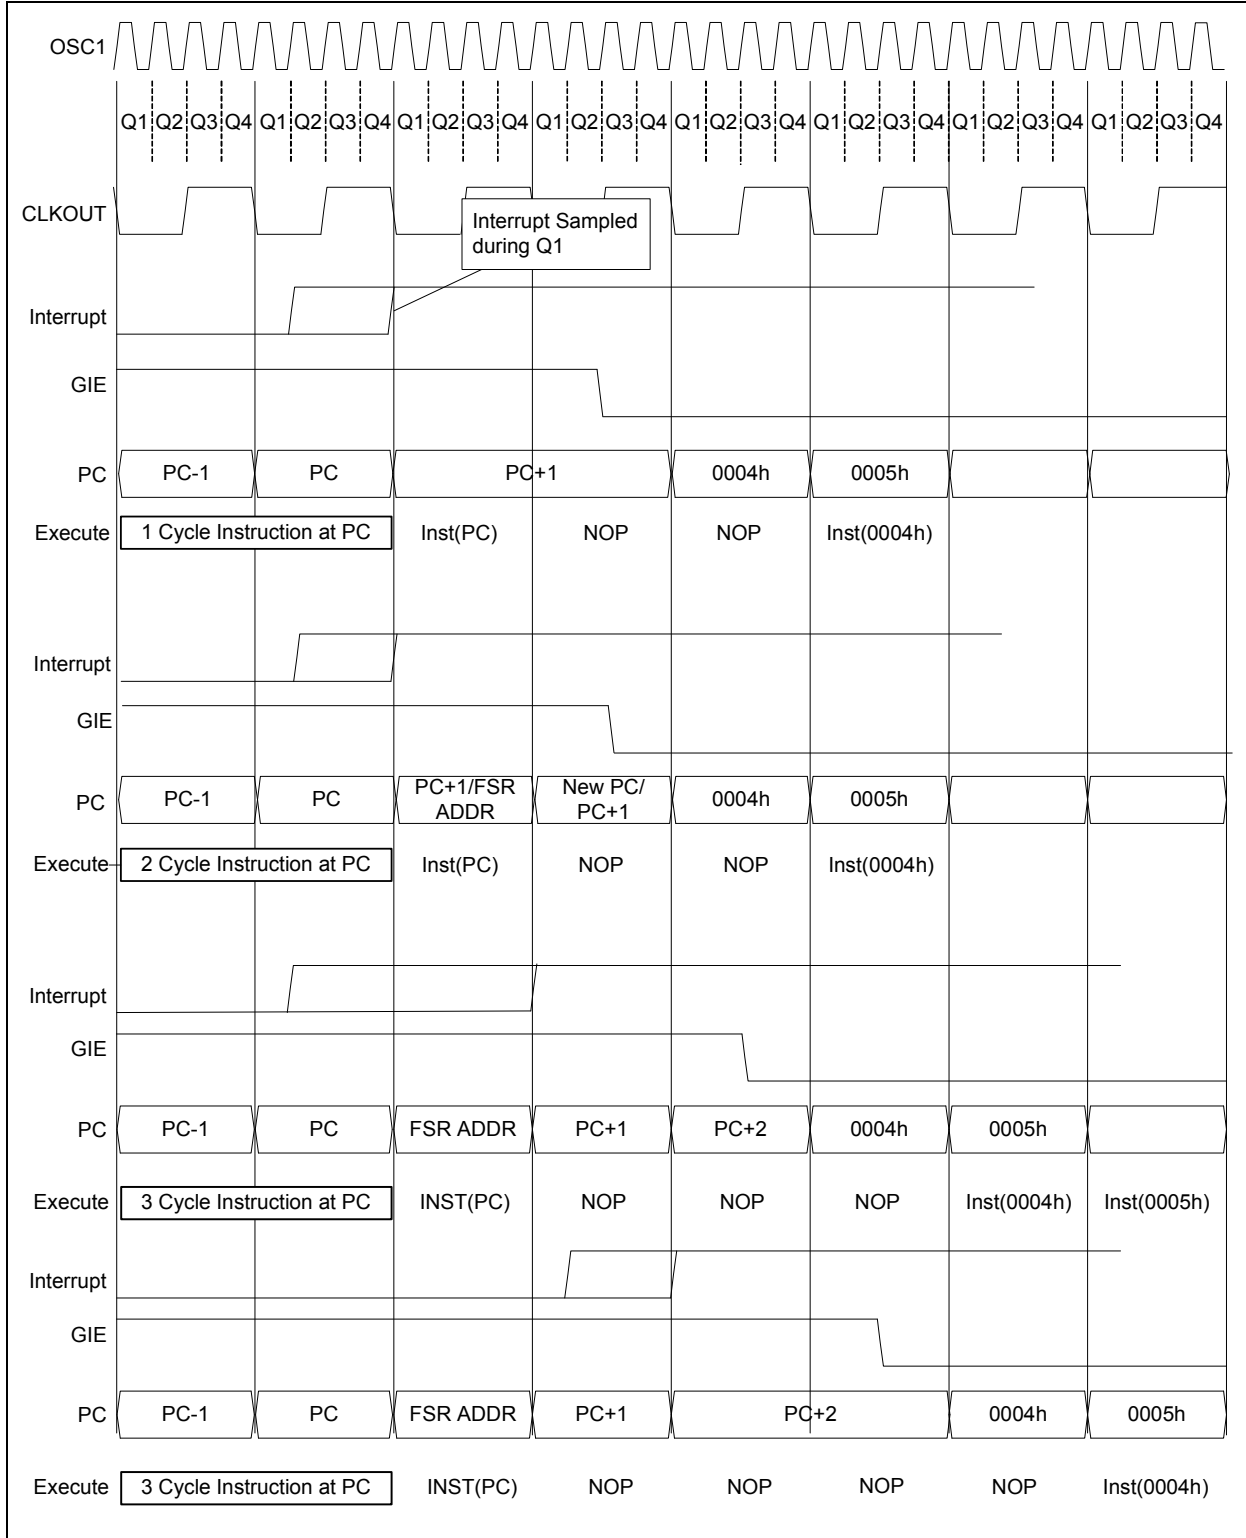 OSC1
Q1 Q2 Q3 Q4 Q1 Q2 Q3 Q4 Q1 Q2 Q3 Q4 Q1 Q2 Q3 Q4 Q1 Q2 Q3 Q4 Q1 Q2 Q3 Q4 Q1 Q2 Q3 Q4 Q1 Q2 Q3 Q4
CLKOUT
Interrupt Sampled
during Q1
Interrupt
GIE
PC PC-1 PC PC+1 0004h 0005h
Execute 1 Cycle Instruction at PC Inst(PC) NOP NOP Inst(0004h)
Interrupt
GIE
PC PC-1 PC PC+1/FSR ADDR New PC/ PC+1 0004h 0005h
Execute 2 Cycle Instruction at PC Inst(PC) NOP NOP Inst(0004h)
Interrupt
GIE
PC PC-1 PC FSR ADDR PC+1 PC+2 0004h 0005h
Execute 3 Cycle Instruction at PC INST(PC) NOP NOP NOP Inst(0004h) Inst(0005h)
Interrupt
GIE
PC PC-1 PC FSR ADDR PC+1 PC+2 0004h 0005h
Execute 3 Cycle Instruction at PC INST(PC) NOP NOP NOP NOP Inst(0004h)